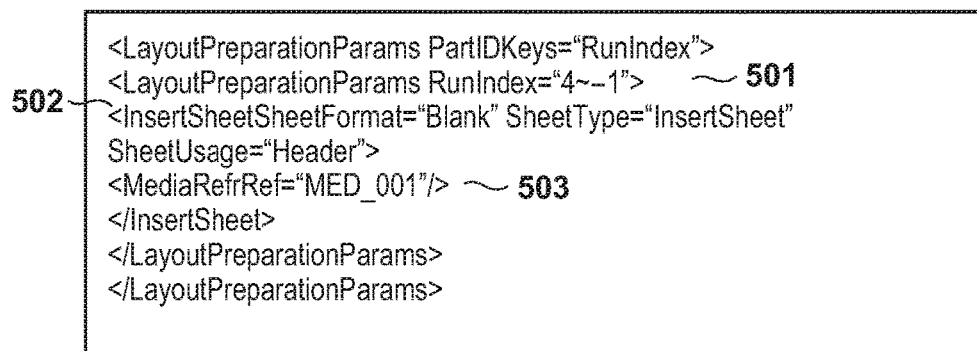 <LayoutPreparationParams PartIDKeys=“RunIndex”>
<LayoutPreparationParams RunIndex=“4~–1”> 501
502 <InsertSheetSheetFormat=“Blank” SheetType=“InsertSheet”
SheetUsage=“Header”>
<MediaRefrRef=“MED_001”/> 503
</InsertSheet>
</LayoutPreparationParams>
</LayoutPreparationParams>